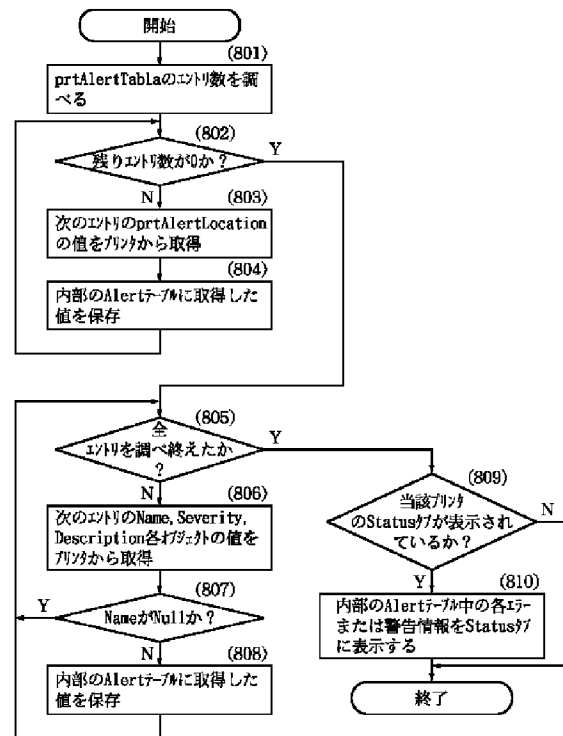 開始
(801)
prtAlertTablaのエントリ数を調
べる
(802)
残りエントリ数が0か？
Y
N
(803)
次のエントリのprtAlertLocation
の値をプリンタから取得
(804)
内部のAlertテーブルに取得した
値を保存
(805)
全
エントリを調べ終えたか
？
Y
N
(806)
次のエントリのName,Severity,
Description各オブジェクトの値を
プリンタから取得
(807)
NameがNullか？
Y
N
(808)
内部のAlertテーブルに取得した
値を保存
(809)
当該プリンタ
のStatusタブが表示され
ているか？
N
Y
(810)
内部のAlertテーブル中の各エラー
または警告情報をStatusタブ
に表示する
終了